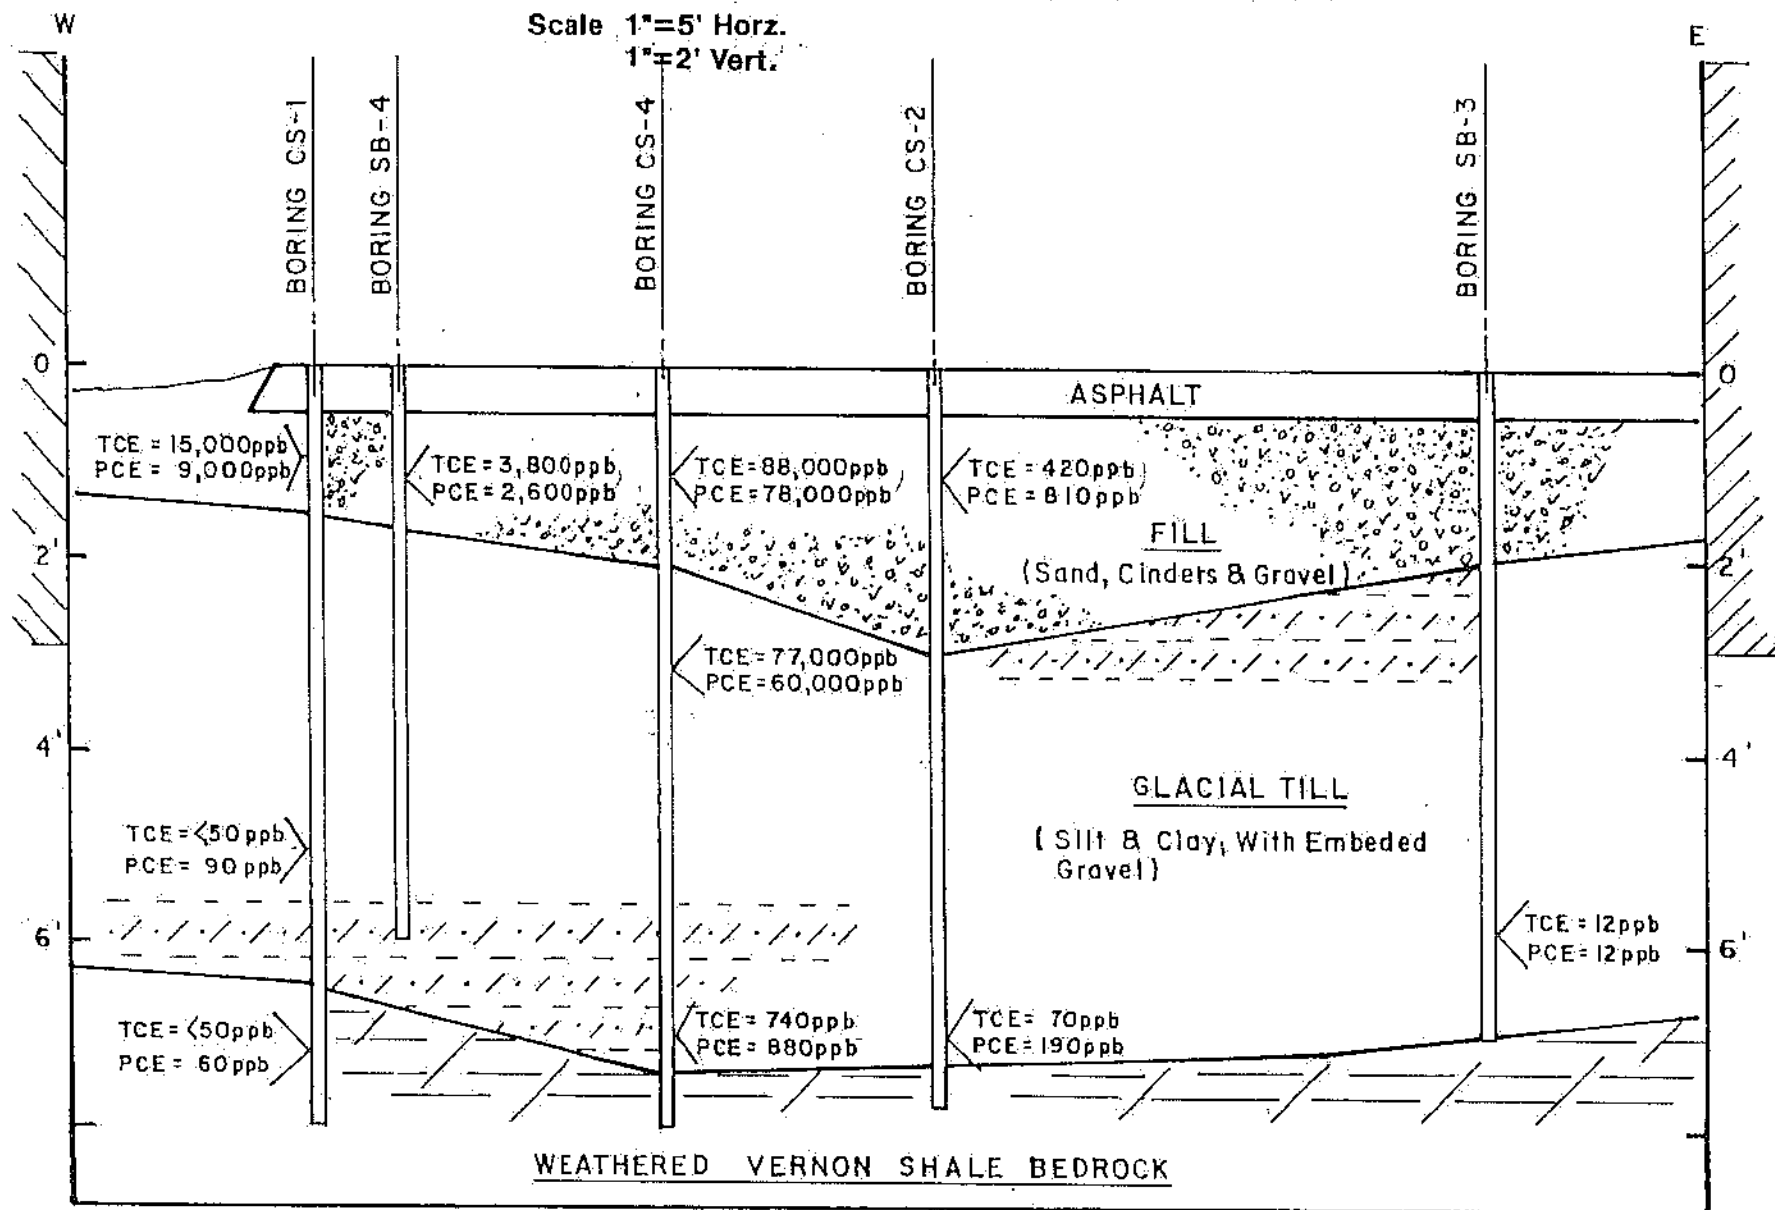 W
Scale 1"=5' Horz.
1"=2' Vert.
E
BORING CS-1
BORING SB-4
BORING CS-4
BORING CS-2
BORING SB-3
0
0
ASPHALT
TCE = 15,000ppb
PCE = 9,000ppb
TCE = 3,800ppb
PCE = 2,600ppb
TCE = 88,000ppb
PCE = 78,000ppb
TCE = 420ppb
PCE = 810ppb
FILL
(Sand, Cinders & Gravel)
2'
2'
TCE = 77,000ppb
PCE = 60,000ppb
4'
4'
GLACIAL TILL
( Silt & Clay, With Embeded
Gravel)
TCE = <50 ppb
PCE = 90 ppb
6'
6'
TCE = 12ppb
PCE = 12ppb
TCE = <50ppb
PCE = 60ppb
TCE = 740ppb
PCE = 880ppb
TCE = 70ppb
PCE = 190ppb
WEATHERED VERNON SHALE BEDROCK